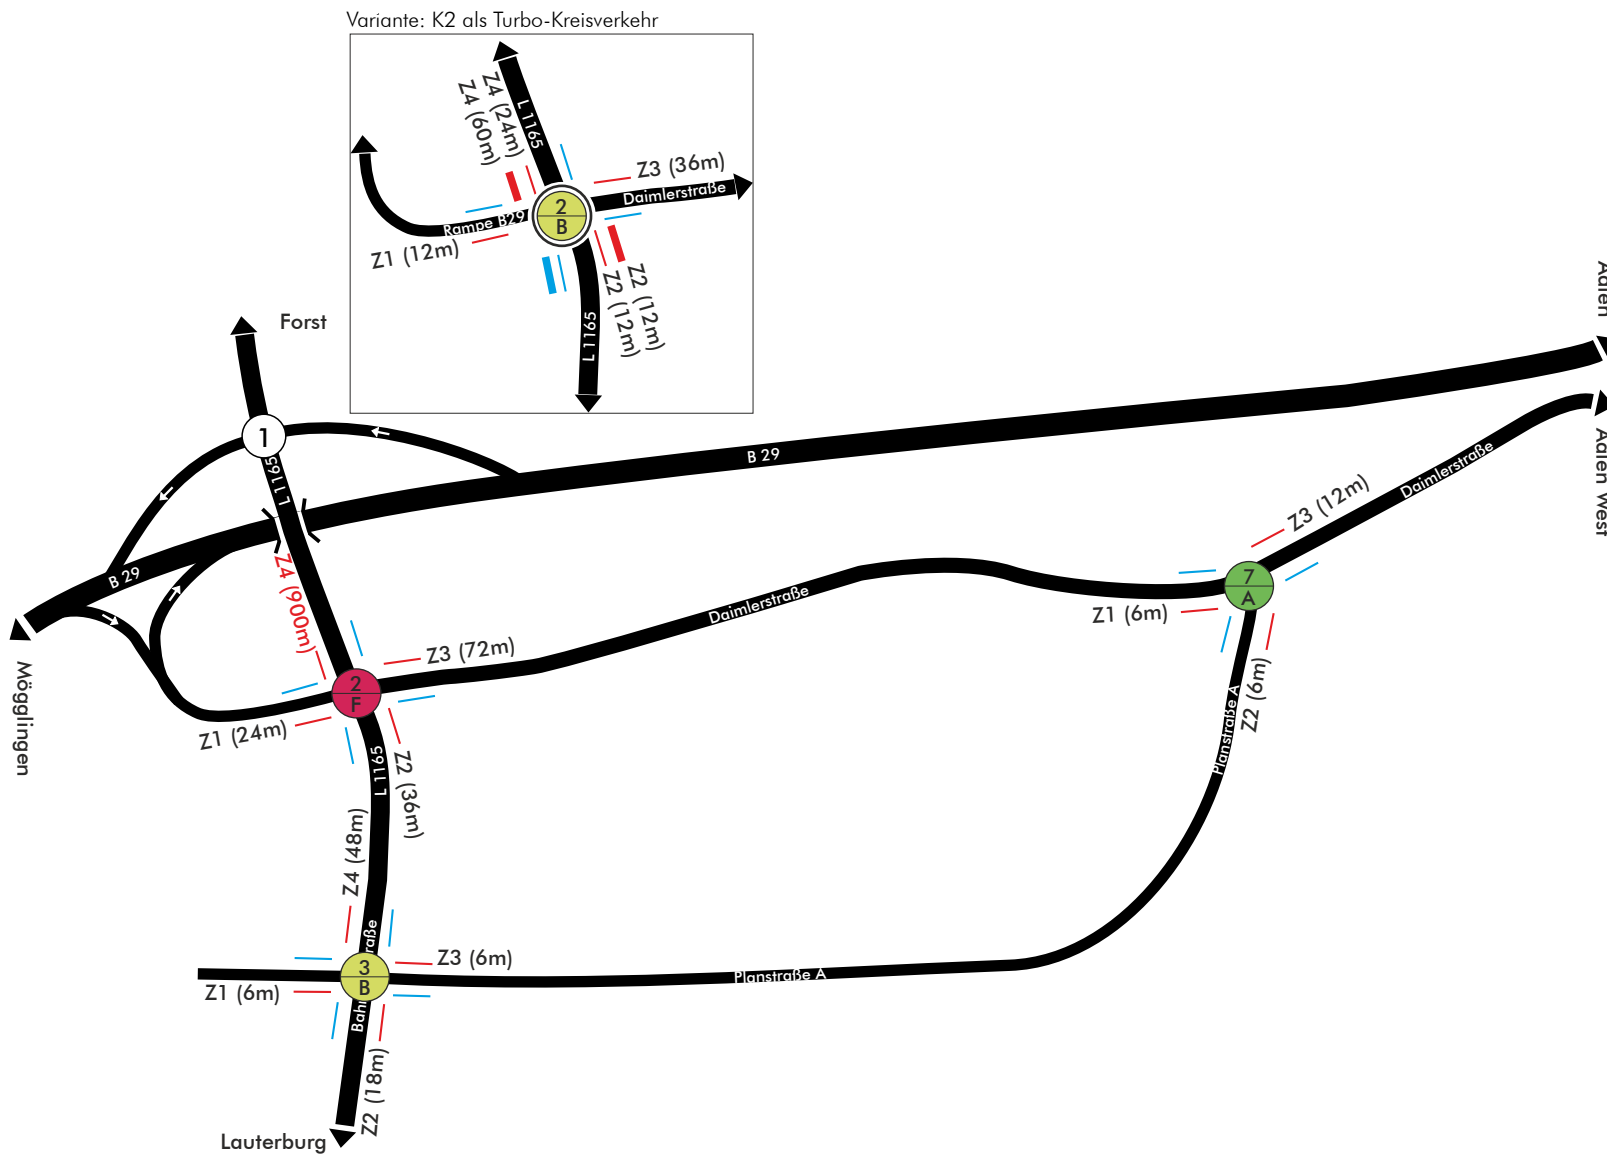 Variante: K2 als Turbo-Kreisverkehr
Z4 (24m)
Z4 (60m)
L 1165
Z3 (36m)
Daimlerstraße
2
B
Rampe B29
Z1 (12m)
Z2 (12m)
Z2 (12m)
L 1165
Forst
Aalen
1
L 1165
B 29
B 29
Daimlerstraße
Aalen West
Z3 (12m)
Z4 (900m)
7
A
Z1 (6m)
Daimlerstraße
Z3 (72m)
2
F
Z1 (24m)
Z2 (6m)
Planstraße A
Mögglingen
L 1165
Z2 (36m)
Z4 (48m)
raße
3
B
Z3 (6m)
Z1 (6m)
Planstraße A
Bah
Z2 (18m)
Lauterburg